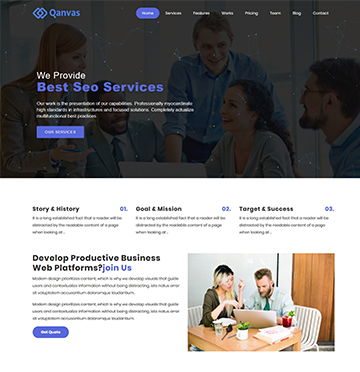 Qanvas
Home Services Features Works Pricing Team Blog Contact
We Provide
Best Seo Services
Our work is the presentation of our capabilities. Professionally myocardinate
high standards in infrastructures and focused solutions. Completely actualize
multifunctional best practices
OUR SERVICES
Story & History 01.
It is a long established fact that a reader will be
distracted by the readable content of a page
when looking at ...
Goal & Mission 02.
It is a long established fact that a reader will be
distracted by the readable content of a page
when looking at ...
Target & Success 03.
It is a long established fact that a reader will be
distracted by the readable content of a page
when looking at ...
Develop Productive Business
Web Platforms?join Us
Modern design prioritizes content, which is why we develop visuals that guide
users and contextualize information without being distracting, iste natus error
sit voluptatem accusantium doloremque laudantium.
Modern design prioritizes content, which is why we develop visuals that guide
users and contextualize information without being distracting, iste natus error
sit voluptatem accusantium doloremque laudantium.
Get Quote